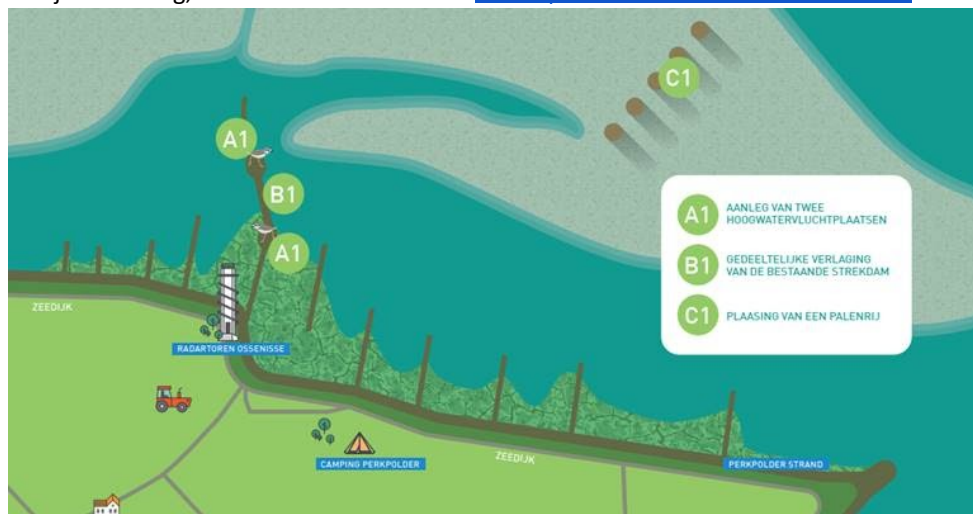 A1
B1
A1
C1
A1
AANLEG VAN TWEE
HOOGWATERVLUCHTPLAATSEN
B1
GEDEELTELIJKE VERLAGING
VAN DE BESTAANDE STREKDAM
C1
PLAASING VAN EEN PALENRIJ
ZEEDIJK
RADARTOREN OSSENISSE
CAMPING PERKPOLDER
ZEEDIJK
PERKPOLDER STRAND